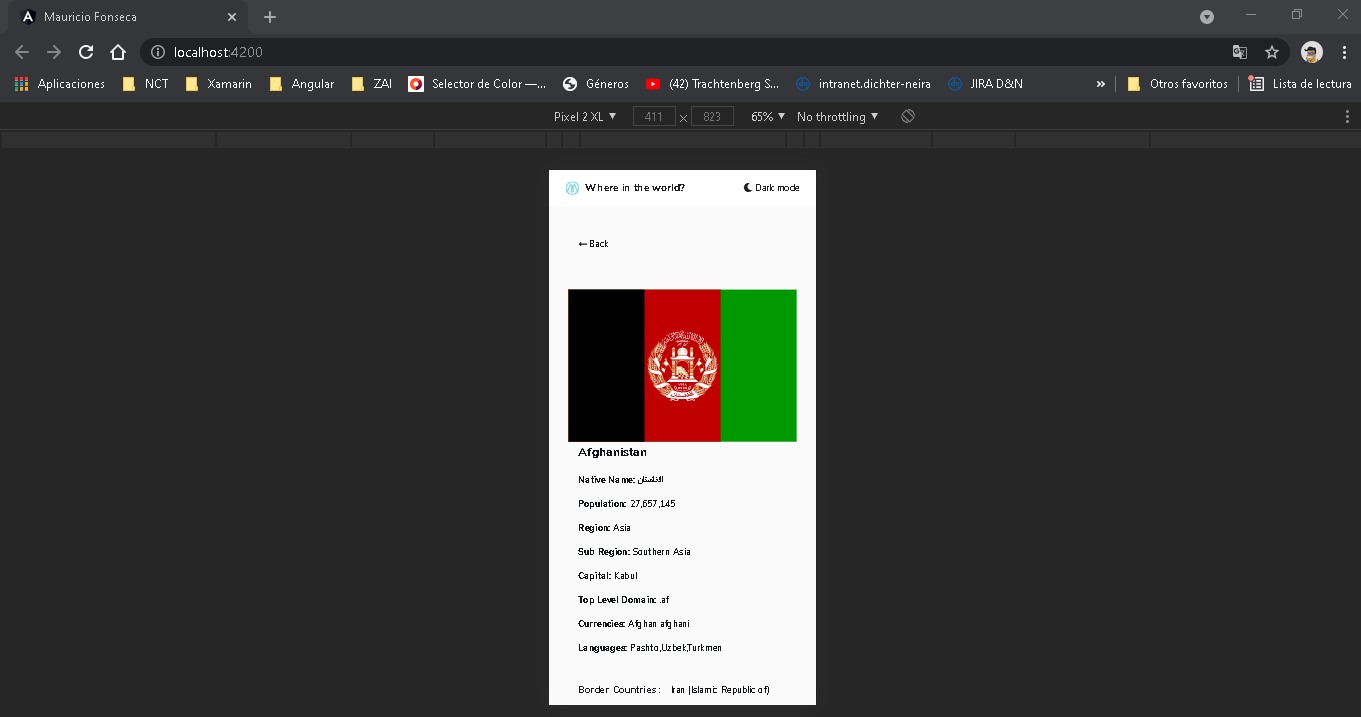 Mauricio Fonseca
localhost:4200
Aplicaciones NCT Xamarin Angular ZAI Selector de Color —... Géneros (42) Trachtenberg S... intranet.dichter-neira JIRA D&N » Otros favoritos Lista de lectura
Pixel 2 XL ▼ 411 x 823 65% ▼ No throttling ▼
Where in the world? Dark mode
← Back
Afghanistan
Native Name: افغانستان
Population: 27,657,145
Region: Asia
Sub Region: Southern Asia
Capital: Kabul
Top Level Domain: .af
Currencies: Afghan afghani
Languages: Pashto,Uzbek,Turkmen
Border Countries: Iran (Islamic Republic of)